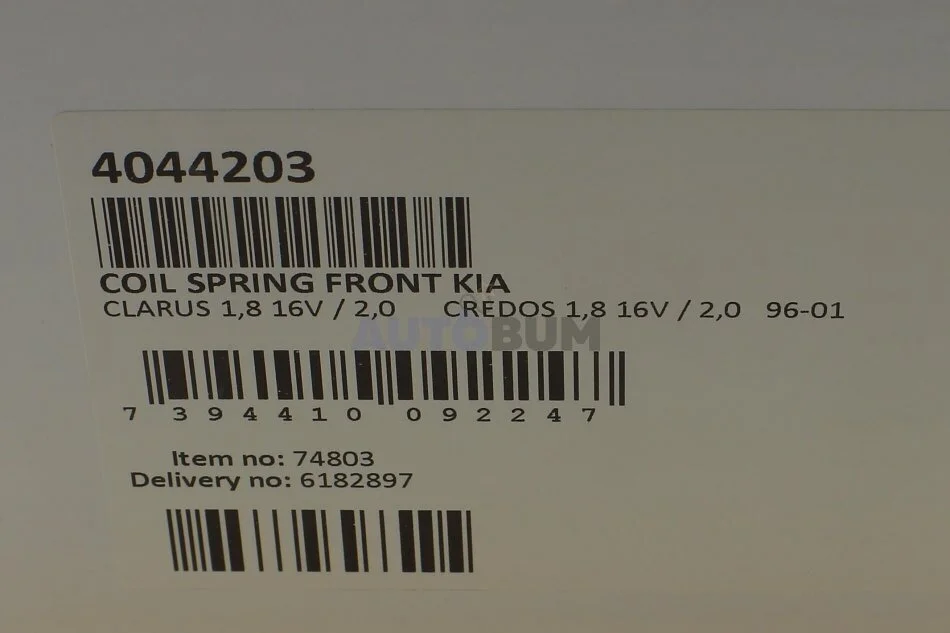 4044203
COIL SPRING FRONT KIA
CLARUS 1,8 16V / 2,0 CREDOS 1,8 16V / 2,0 96-01
AUTOBUM
7 394410 092247
Item no: 74803
Delivery no: 6182897